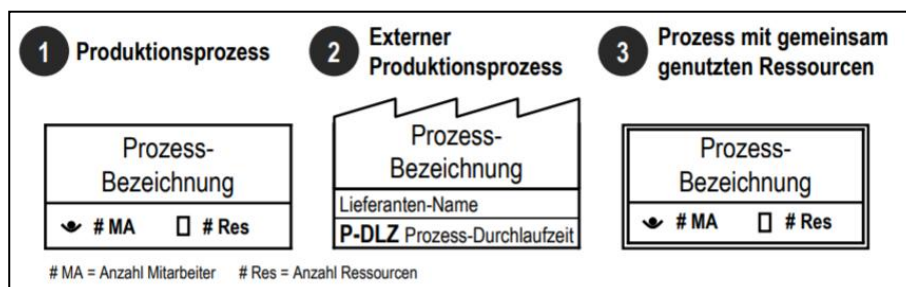 1 Produktionsprozess
2 Externer
Produktionsprozess
3 Prozess mit gemeinsam
genutzten Ressourcen
Prozess-
Bezeichnung
# MA # Res
Prozess-
Bezeichnung
Lieferanten-Name
P-DLZ Prozess-Durchlaufzeit
Prozess-
Bezeichnung
# MA # Res
# MA = Anzahl Mitarbeiter # Res = Anzahl Ressourcen